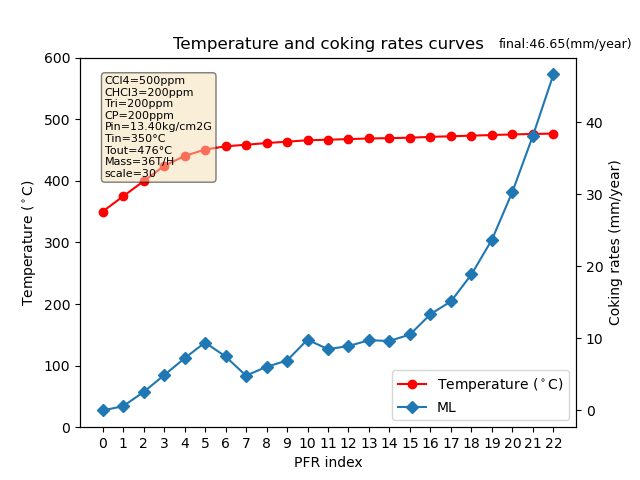 Temperature and coking rates curves final:46.65(mm/year)
CCl4=500ppm
CHCl3=200ppm
Tri=200ppm
CP=200ppm
Pin=13.40kg/cm2G
Tin=350°C
Tout=476°C
Mass=36T/H
scale=30
Temperature (°C)
600
500
400
300
200
100
0
Coking rates (mm/year)
40
30
20
10
0
Temperature (°C)
ML
0 1 2 3 4 5 6 7 8 9 10 11 12 13 14 15 16 17 18 19 20 21 22
PFR index